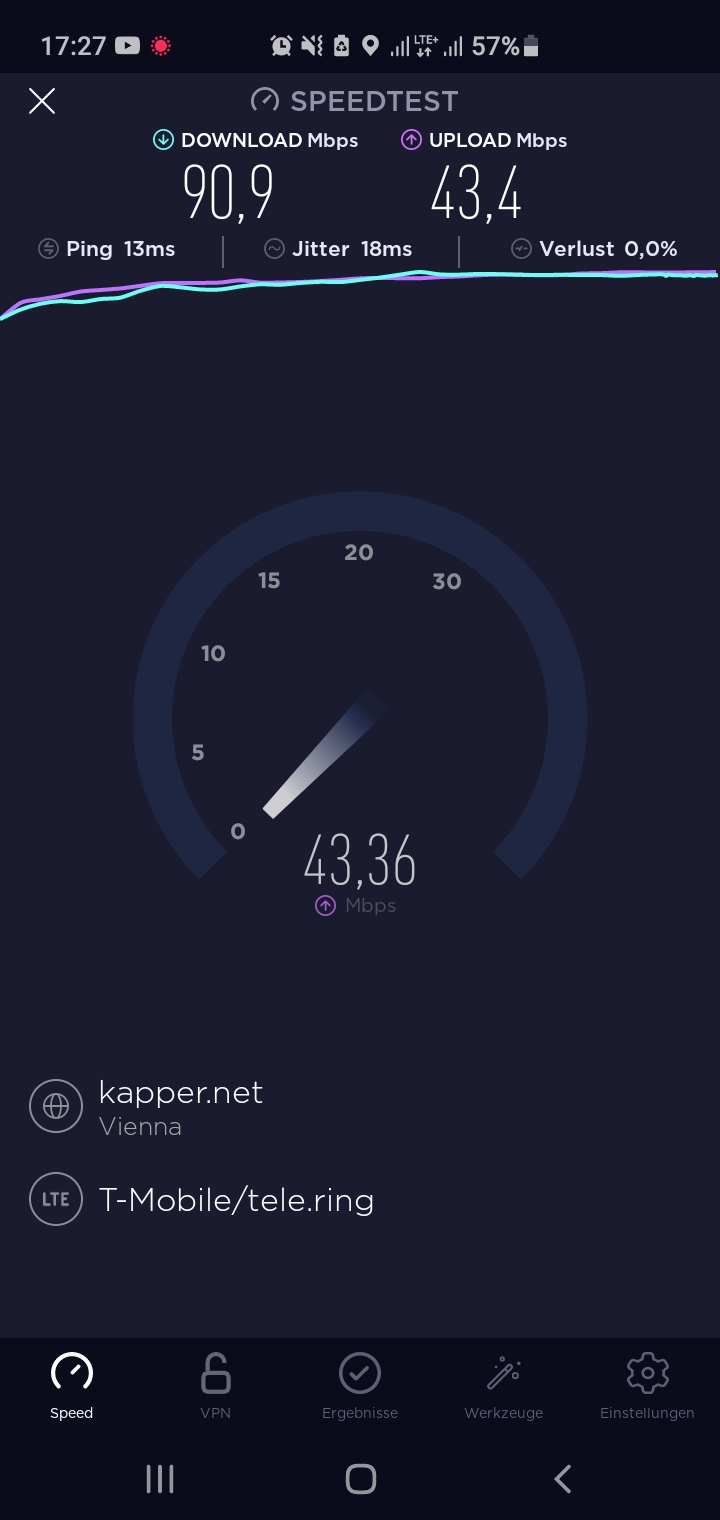 17:27 LTE+ 57%
SPEEDTEST
DOWNLOAD Mbps UPLOAD Mbps
90,9 43,4
Ping 13ms Jitter 18ms Verlust 0,0%
20
15 30
10
5
0
43,36
Mbps
kapper.net
Vienna
LTE T-Mobile/tele.ring
Speed VPN Ergebnisse Werkzeuge Einstellungen